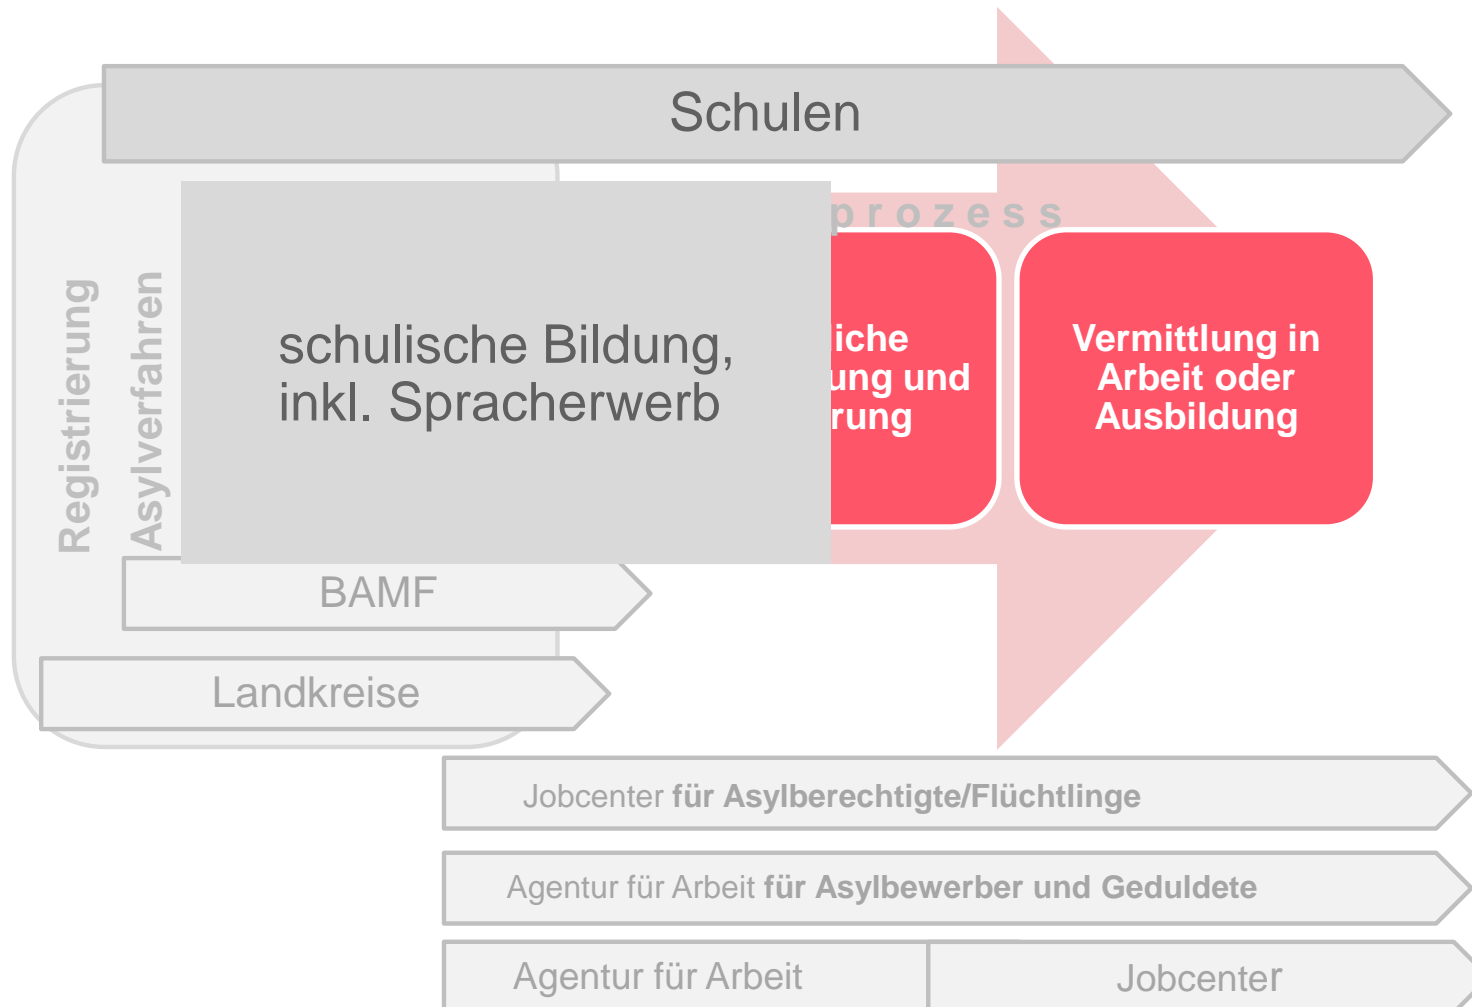 Schulen
prozess
Registrierung
Asylverfahren
schulische Bildung,
inkl. Spracherwerb
iche
ung und
rung
Vermittlung in
Arbeit oder
Ausbildung
BAMF
Landkreise
Jobcenter für Asylberechtigte/Flüchtlinge
Agentur für Arbeit für Asylbewerber und Geduldete
Agentur für Arbeit
Jobcenter